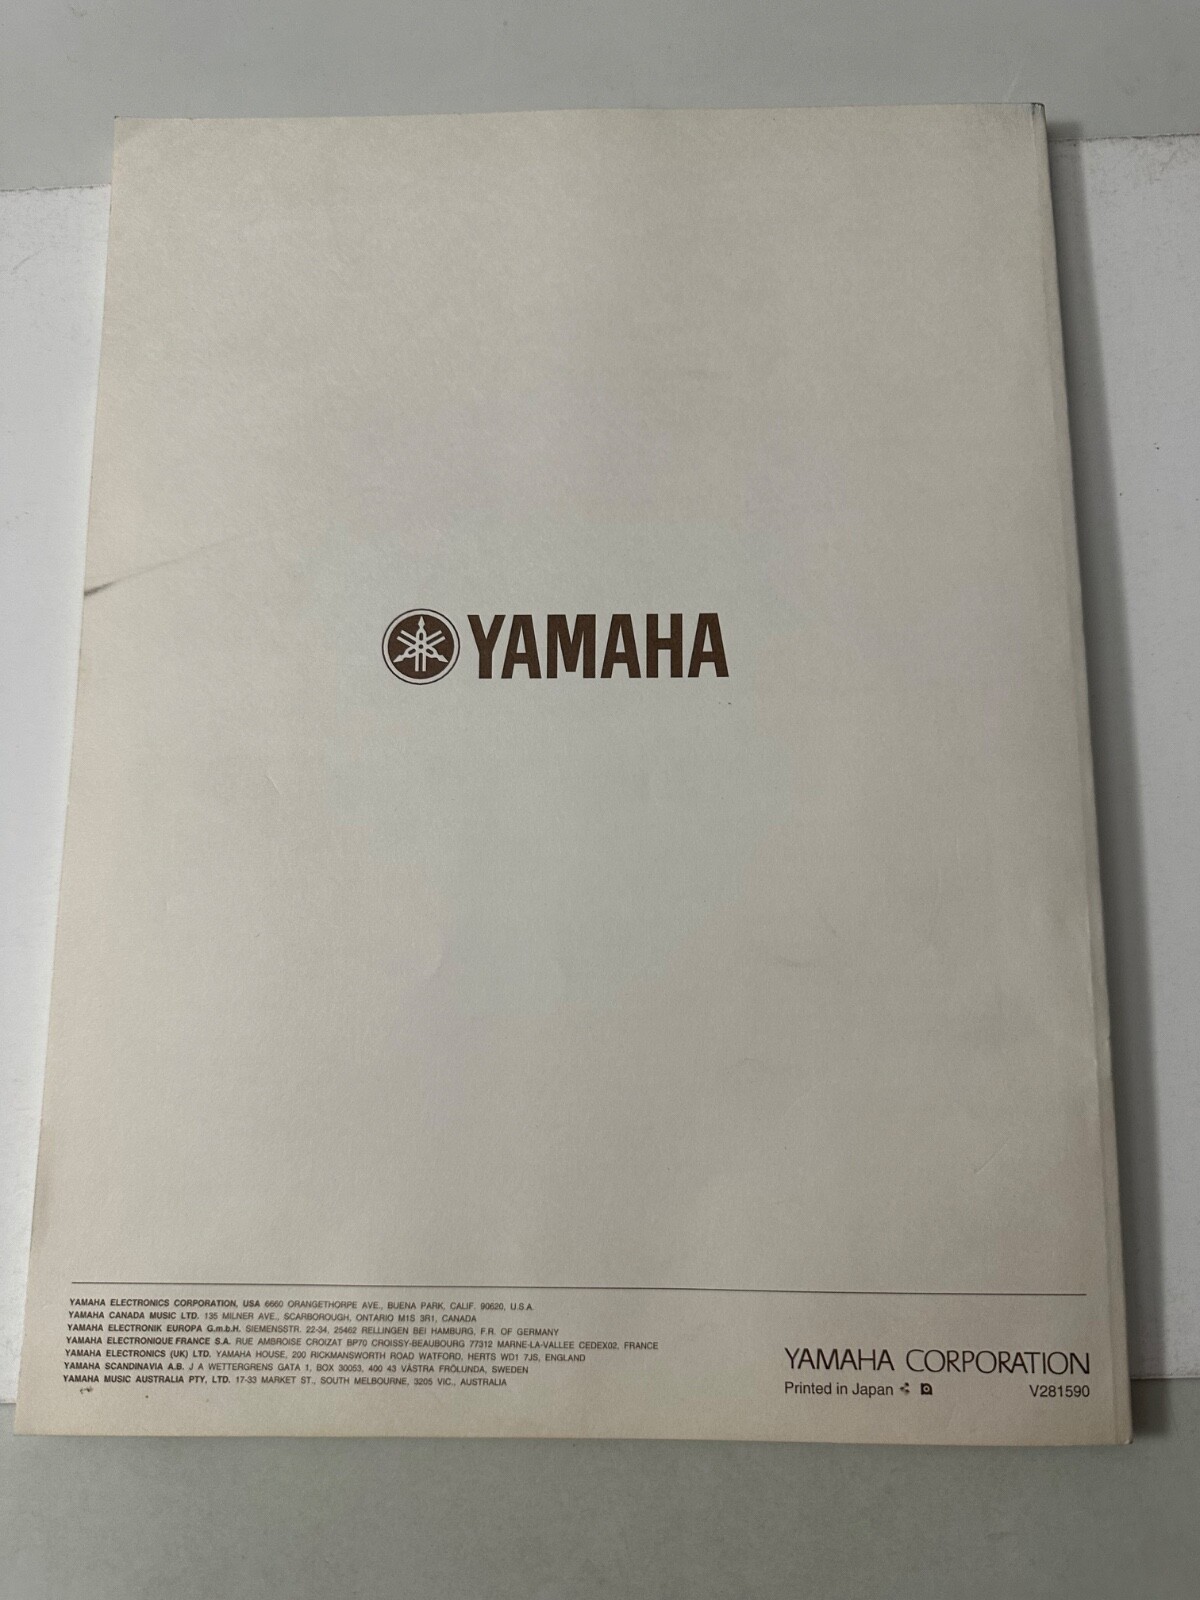 YAMAHA
YAMAHA ELECTRONICS CORPORATION, USA 6660 ORANGETHORPE AVE., BUENA PARK, CALIF. 90620, U.S.A.
YAMAHA CANADA MUSIC LTD. 135 MILNER AVE., SCARBOROUGH, ONTARIO M1S 3R1, CANADA
YAMAHA ELECTRONIK EUROPA G.m.b.H. SIEMENSSTR. 22-34, 25462 RELLINGEN BEI HAMBURG, F.R. OF GERMANY
YAMAHA ELECTRONIQUE FRANCE S.A. RUE AMBROISE CROIZAT BP70 CROISSY-BEAUBOURG 77312 MARNE-LA-VALLEE CEDEX02, FRANCE
YAMAHA ELECTRONICS (UK) LTD. YAMAHA HOUSE, 200 RICKMANSWORTH ROAD WATFORD, HERTS WD1 7JS, ENGLAND
YAMAHA SCANDINAVIA A.B. J A WETTERGRENS GATA 1, BOX 30053, 400 43 VÄSTRA FRÖLUNDA, SWEDEN
YAMAHA MUSIC AUSTRALIA PTY, LTD. 17-33 MARKET ST., SOUTH MELBOURNE, 3205 VIC., AUSTRALIA
YAMAHA CORPORATION
Printed in Japan V281590